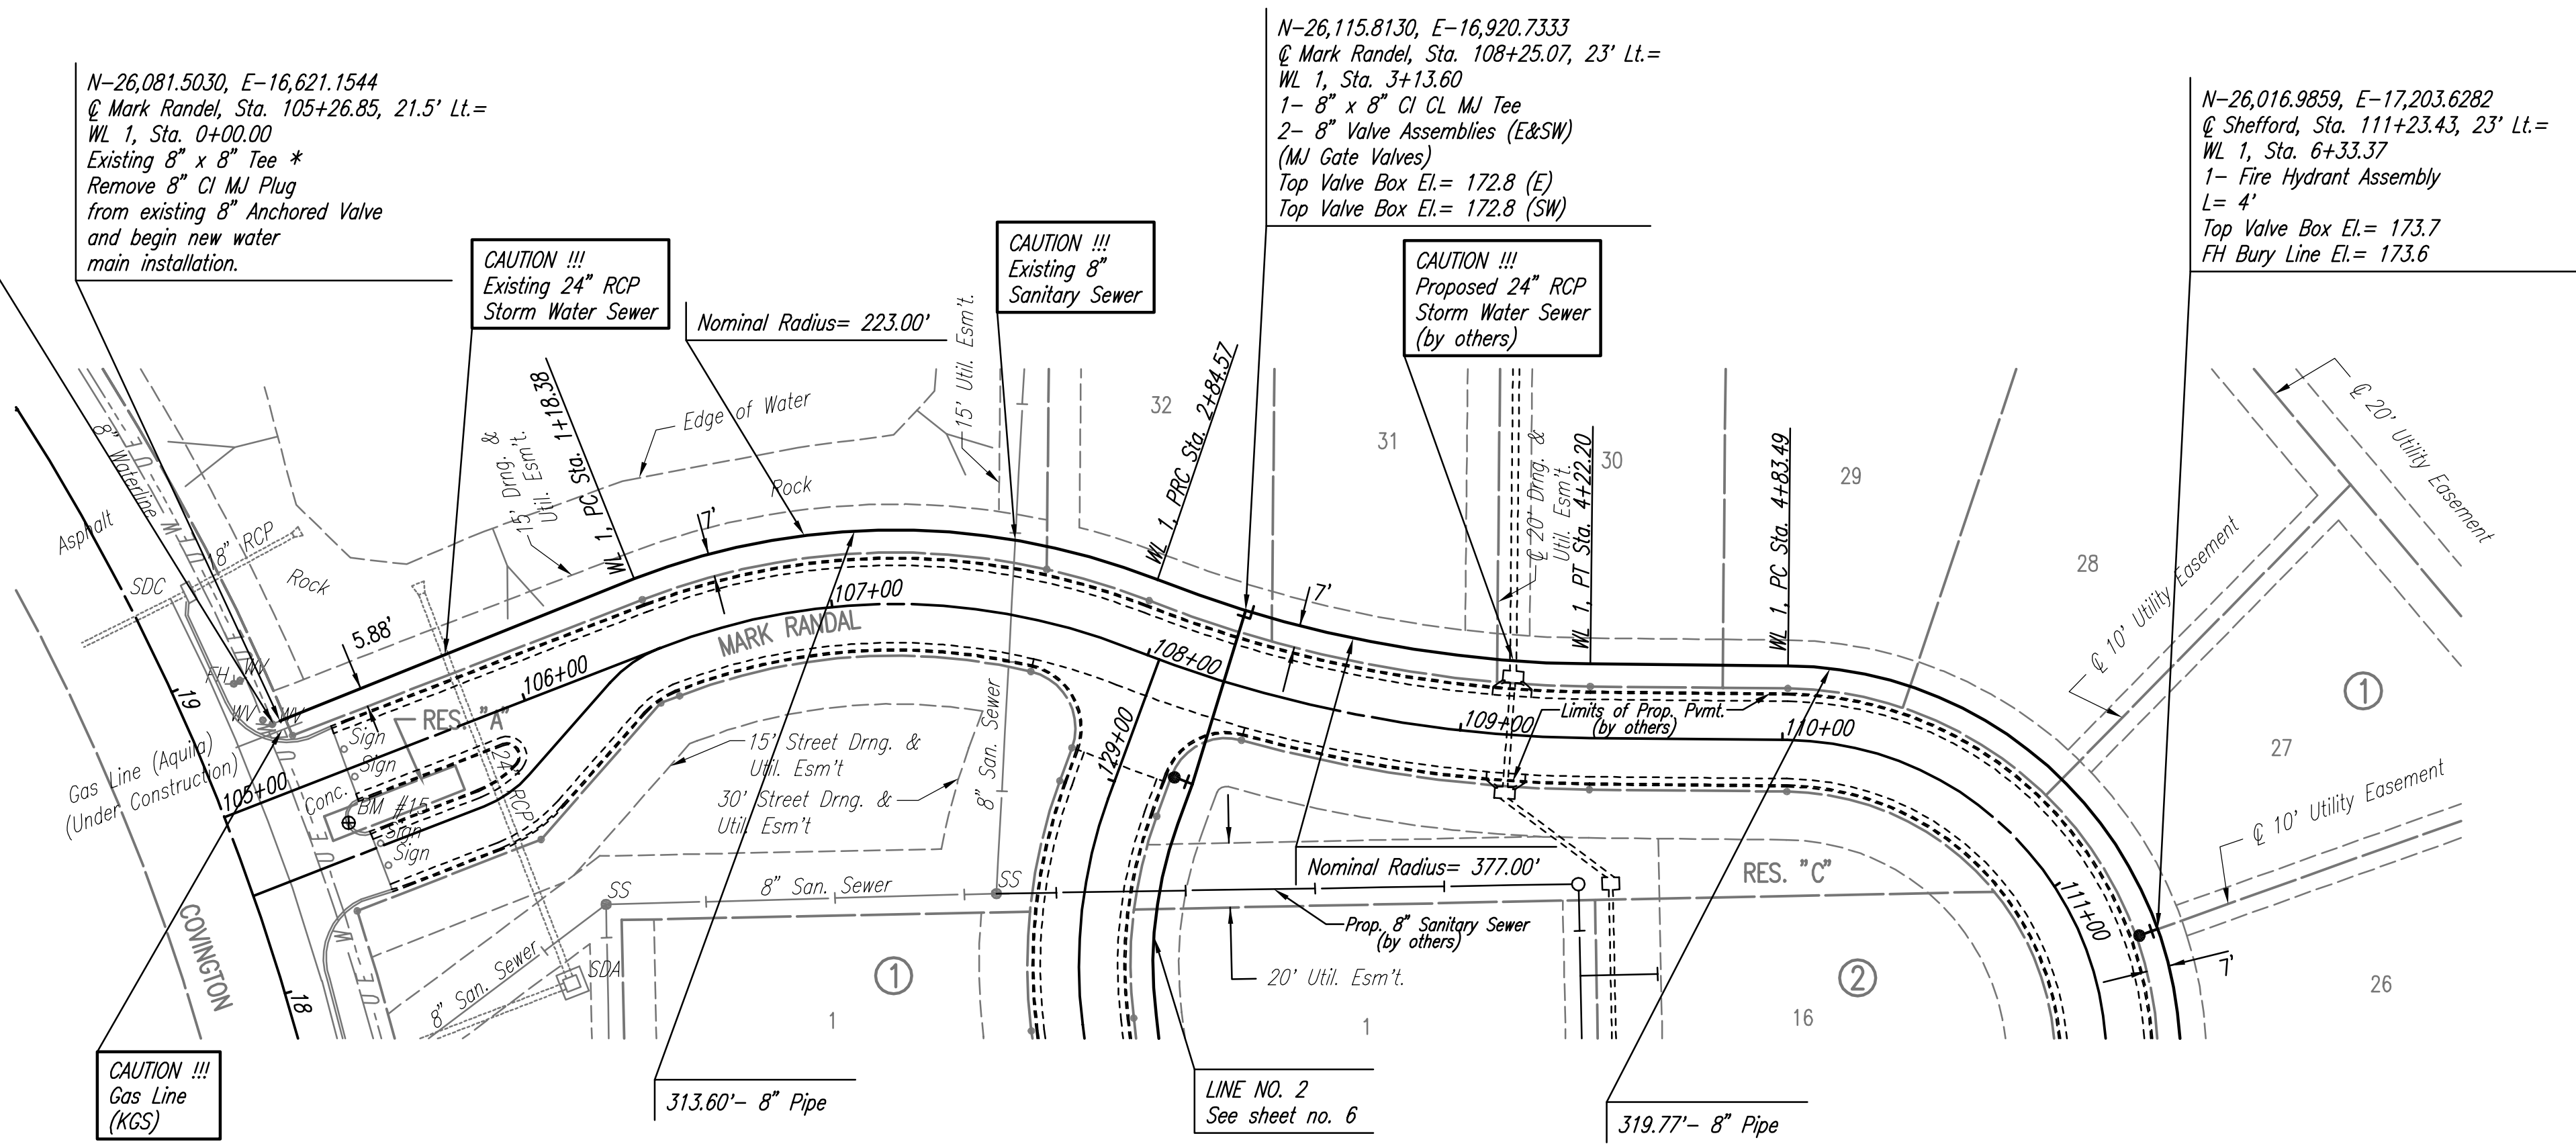 N-26,081.5030, E-16,621.1544
℄ Mark Randel, Sta. 105+26.85, 21.5' Lt.=
WL 1, Sta. 0+00.00
Existing 8" x 8" Tee *
Remove 8" CI MJ Plug
from existing 8" Anchored Valve
and begin new water
main installation.
N-26,115.8130, E-16,920.7333
℄ Mark Randel, Sta. 108+25.07, 23' Lt.=
WL 1, Sta. 3+13.60
1- 8" x 8" CI CL MJ Tee
2- 8" Valve Assemblies (E&SW)
(MJ Gate Valves)
Top Valve Box El.= 172.8 (E)
Top Valve Box El.= 172.8 (SW)
N-26,016.9859, E-17,203.6282
℄ Shefford, Sta. 111+23.43, 23' Lt.=
WL 1, Sta. 6+33.37
1- Fire Hydrant Assembly
L= 4'
Top Valve Box El.= 173.7
FH Bury Line El.= 173.6
CAUTION !!!
Existing 24" RCP
Storm Water Sewer
Nominal Radius= 223.00'
CAUTION !!!
Existing 8"
Sanitary Sewer
CAUTION !!!
Proposed 24" RCP
Storm Water Sewer
(by others)
15' Util. Esm't.
WL 1, PC Sta. 1+18.38
15' Drng. &
Util. Esm't.
Edge of Water
Rock
7'
WL 1, PRC Sta. 2+84.57
32
31
℄ 20' Drng. &
Util. Esm't.
30
WL 1, PT Sta. 4+22.20
WL 1, PC Sta. 4+83.49
29
28
℄ 20' Utility Easement
℄ 10' Utility Easement
1
27
℄ 10' Utility Easement
26
7'
8" Waterline
Asphalt
18" RCP
SDC
Rock
5.88'
FH
WV
WV
WV
W
U
E
T
19
18
COVINGTON
Gas Line (Aquila)
(Under Construction)
105+00
106+00
107+00
108+00
109+00
110+00
111+00
129+00
MARK RANDAL
RES. "A"
Sign
Sign
Conc.
BM #15
Sign
Sign
24" RCP
15' Street Drng. &
Util. Esm't
30' Street Drng. &
Util. Esm't
8" San. Sewer
7'
Limits of Prop. Pvmt.
(by others)
Nominal Radius= 377.00'
RES. "C"
SS
8" San. Sewer
SS
Prop. 8" Sanitary Sewer
(by others)
20' Util. Esm't.
8" San. Sewer
SDA
1
1
1
2
16
CAUTION !!!
Gas Line
(KGS)
313.60'- 8" Pipe
LINE NO. 2
See sheet no. 6
319.77'- 8" Pipe